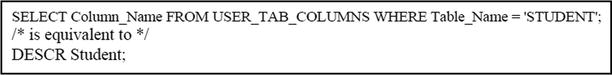 SELECT Column_Name FROM USER_TAB_COLUMNS WHERE Table_Name = 'STUDENT';
/* is equivalent to */
DESCR Student;